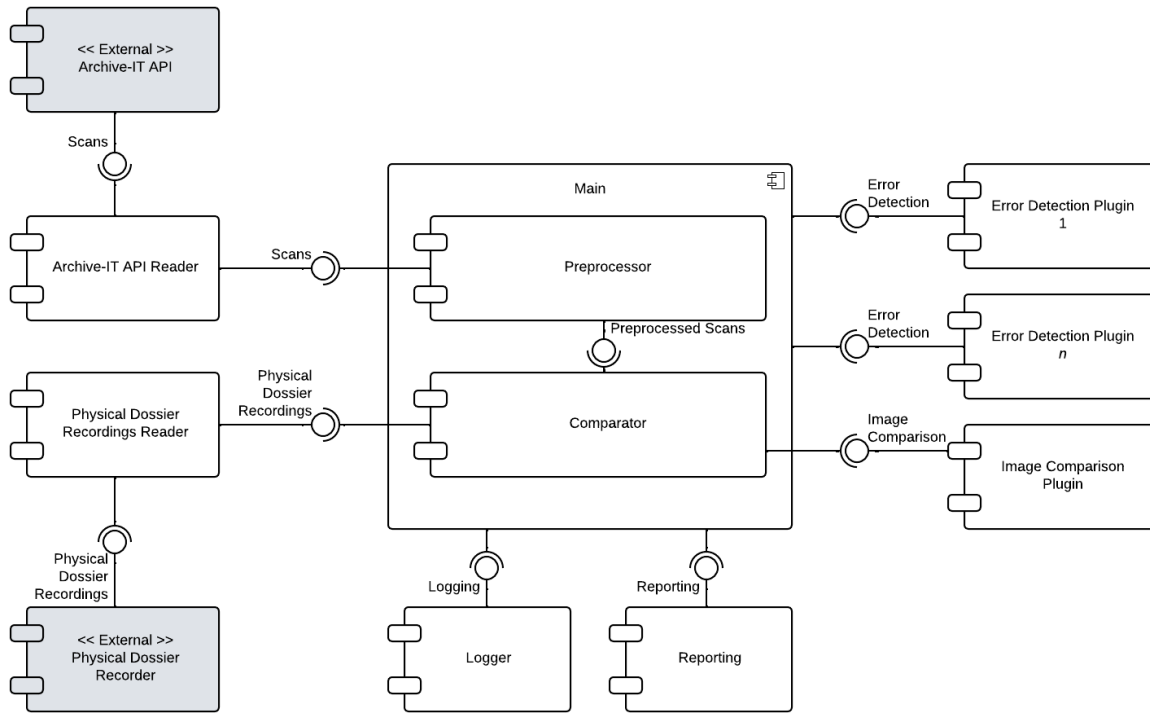 << External >>
Archive-IT API
Scans
Archive-IT API Reader
Scans
Physical
Dossier
Recordings
Physical Dossier
Recordings Reader
Physical
Dossier
Recordings
<< External >>
Physical Dossier
Recorder
Main
Preprocessor
Preprocessed Scans
Comparator
Logging
Logger
Reporting
Reporting
Error
Detection
Error Detection Plugin
1
Error
Detection
Error Detection Plugin
n
Image
Comparison
Image Comparison
Plugin